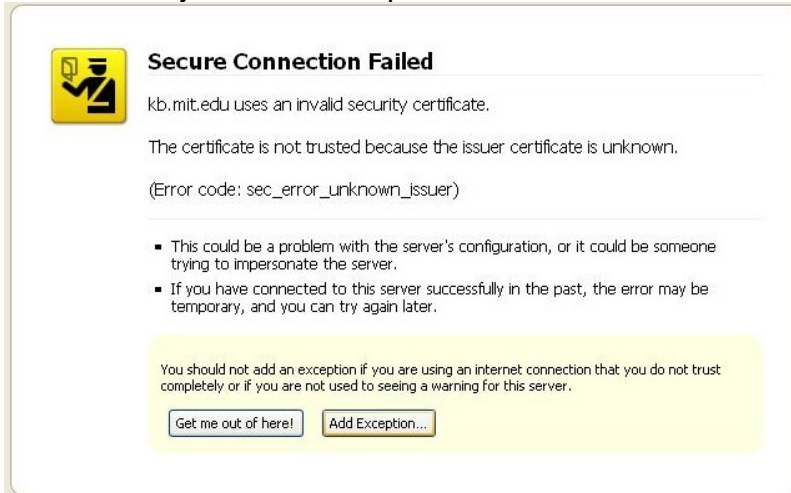 Secure Connection Failed
kb.mit.edu uses an invalid security certificate.
The certificate is not trusted because the issuer certificate is unknown.
(Error code: sec_error_unknown_issuer)
▪ This could be a problem with the server's configuration, or it could be someone
trying to impersonate the server.
▪ If you have connected to this server successfully in the past, the error may be
temporary, and you can try again later.
You should not add an exception if you are using an internet connection that you do not trust
completely or if you are not used to seeing a warning for this server.
Get me out of here! Add Exception...